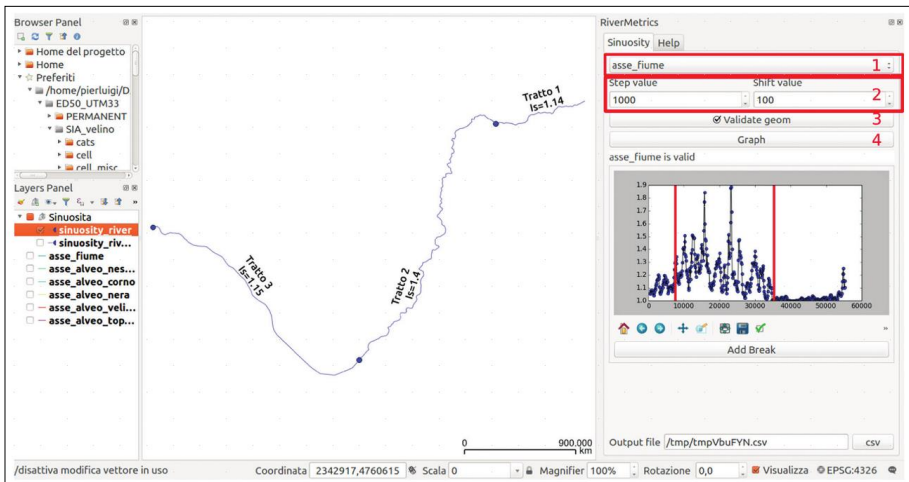 Browser Panel
Home del progetto
Home
Preferiti
/home/pierluigi/D
ED50_UTM33
PERMANENT
SIA_velino
cats
cell
cell_misc
Layers Panel
Sinuosita
sinuosity_river
sinuosity_riv...
asse_fiume
asse_alveo_nes...
asse_alveo_corno
asse_alveo_nera
asse_alveo_veli...
asse_alveo_top...
Tratto 1
Is=1.14
Tratto 2
Is=1.4
Tratto 3
Is=1.15
0 900,000
km
RiverMetrics
Sinuosity Help
asse_fiume 1
Step value Shift value
1000 100 2
Validate geom 3
Graph 4
asse_fiume is valid
1.9
1.8
1.7
1.6
1.5
1.4
1.3
1.2
1.1
1.0
0 10000 20000 30000 40000 50000 60000
»
Add Break
Output file /tmp/tmpVbuFYN.csv csv
/disattiva modifica vettore in uso Coordinata 2342917,4760615 Scala 0 Magnifier 100% Rotazione 0,0 Visualizza EPSG:4326